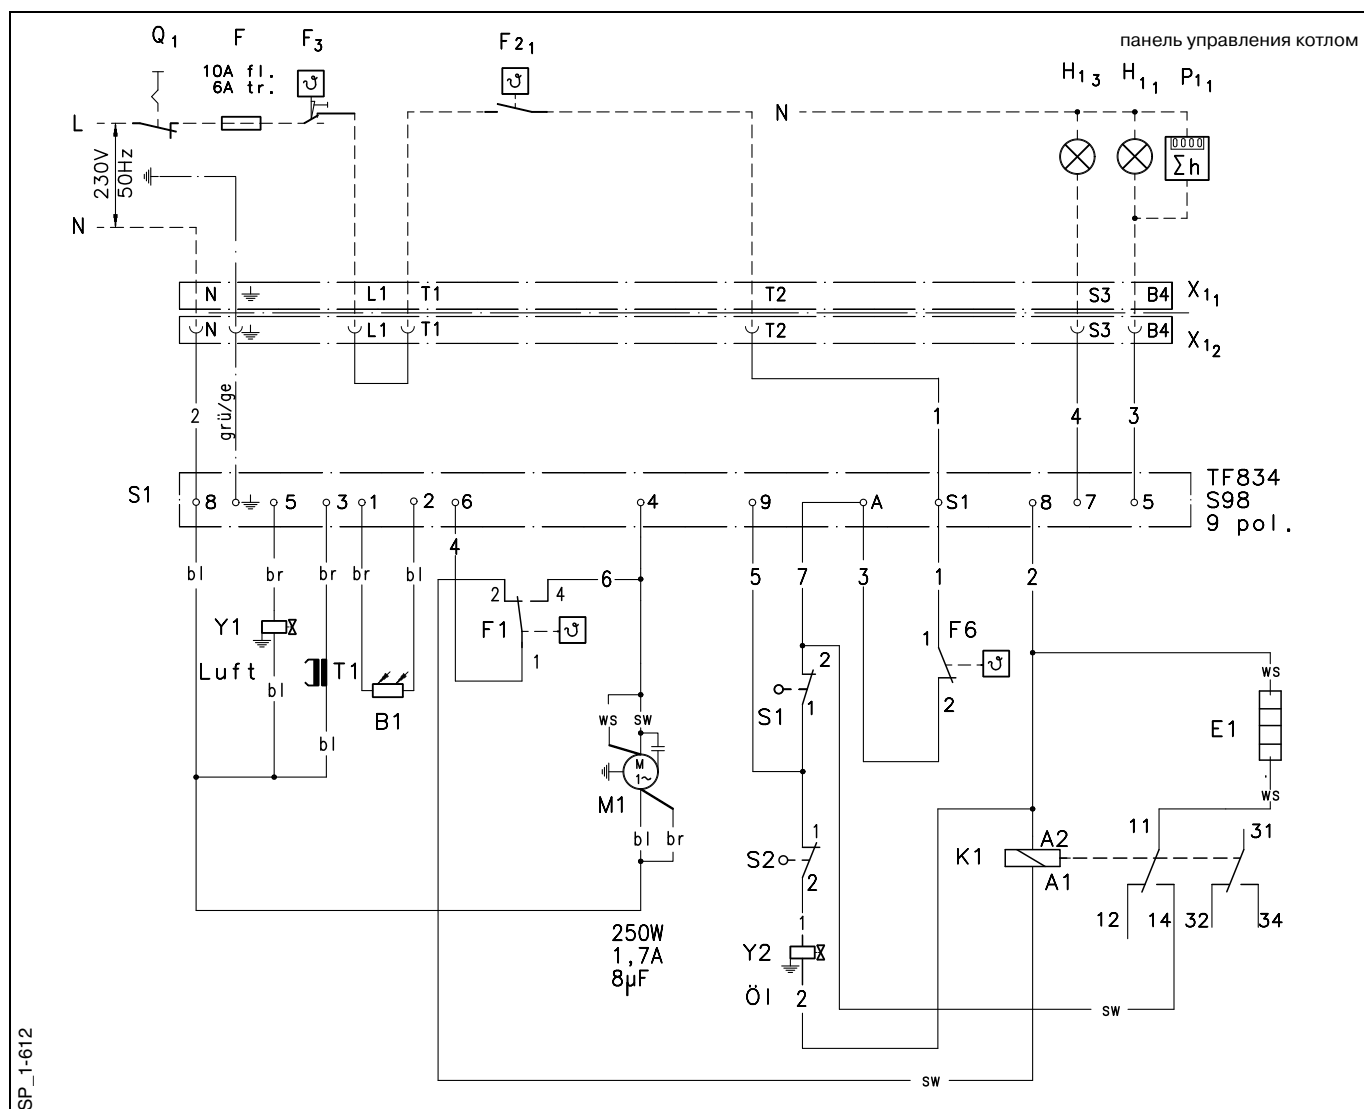 панель управления котлом
Q1 F F3 F21 H13 H11 P11
10A fl.
6A tr.
ϑ ϑ
L N
0000
Σh
230V
50Hz
N
N L1 T1 T2 S3 B4 X11
N L1 T1 T2 S3 B4 X12
2 grü/ge 1 4 3
S1 8 5 3 1 2 6 4 9 A S1 8 7 5
TF834
S98
9 pol.
4
bl br br br bl 6 5 7 3 1 2
2 4
Y1 F1 ϑ 1 F6 ϑ
Luft T1 1 2 ws
bl S1 1 2
B1 E1
ws sw
bl M
1~
M1 ws
bl br 1 11 31
S2 K1 A2
2 A1
1 12 14 32 34
250W
1,7A
8µF
Y2
Öl 2
sw
sw
SP_1-612